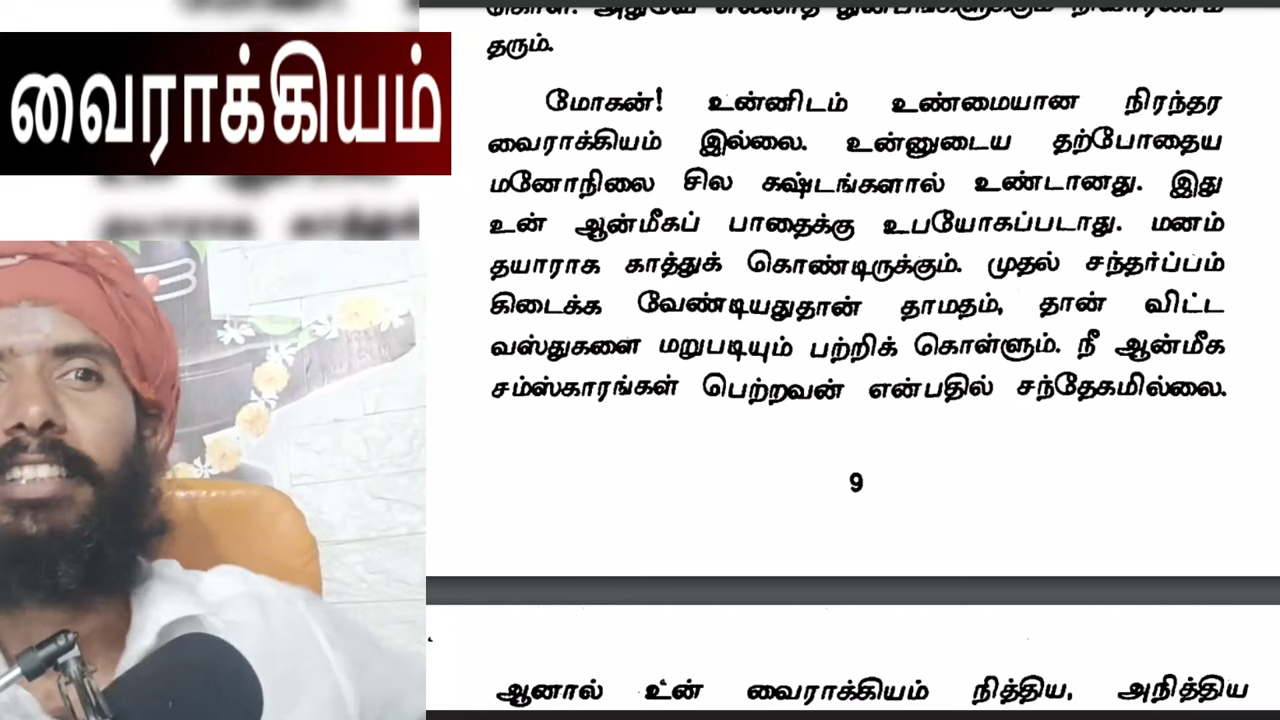 வைராக்கியம்
தரும்.
மோகன்! உன்னிடம் உண்மையான நிரந்தர
வைராக்கியம் இல்லை. உன்னுடைய தற்போதைய
மனோநிலை சில கஷ்டங்களால் உண்டானது. இது
உன் ஆன்மீகப் பாதைக்கு உபயோகப்படாது. மனம்
தயாராக காத்துக் கொண்டிருக்கும். முதல் சந்தர்ப்பம்
கிடைக்க வேண்டியதுதான் தாமதம், தான் விட்ட
வஸ்துகளை மறுபடியும் பற்றிக் கொள்ளும். நீ ஆன்மீக
சம்ஸ்காரங்கள் பெற்றவன் என்பதில் சந்தேகமில்லை.
9
ஆனால் உன் வைராக்கியம் நித்திய, அநித்திய